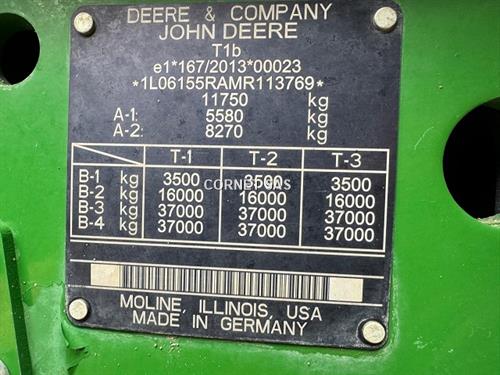 DEERE & COMPANY
JOHN DEERE
T1b
e1*167/2013*00023
*1L06155RAMR113769*
11750 kg
A-1: 5580 kg
A-2: 8270 kg
T-1 T-2 T-3
B-1 kg 3500 3500 3500
CORNET SAS
B-2 kg 16000 16000 16000
B-3 kg 37000 37000 37000
B-4 kg 37000 37000 37000
MOLINE, ILLINOIS, USA
MADE IN GERMANY